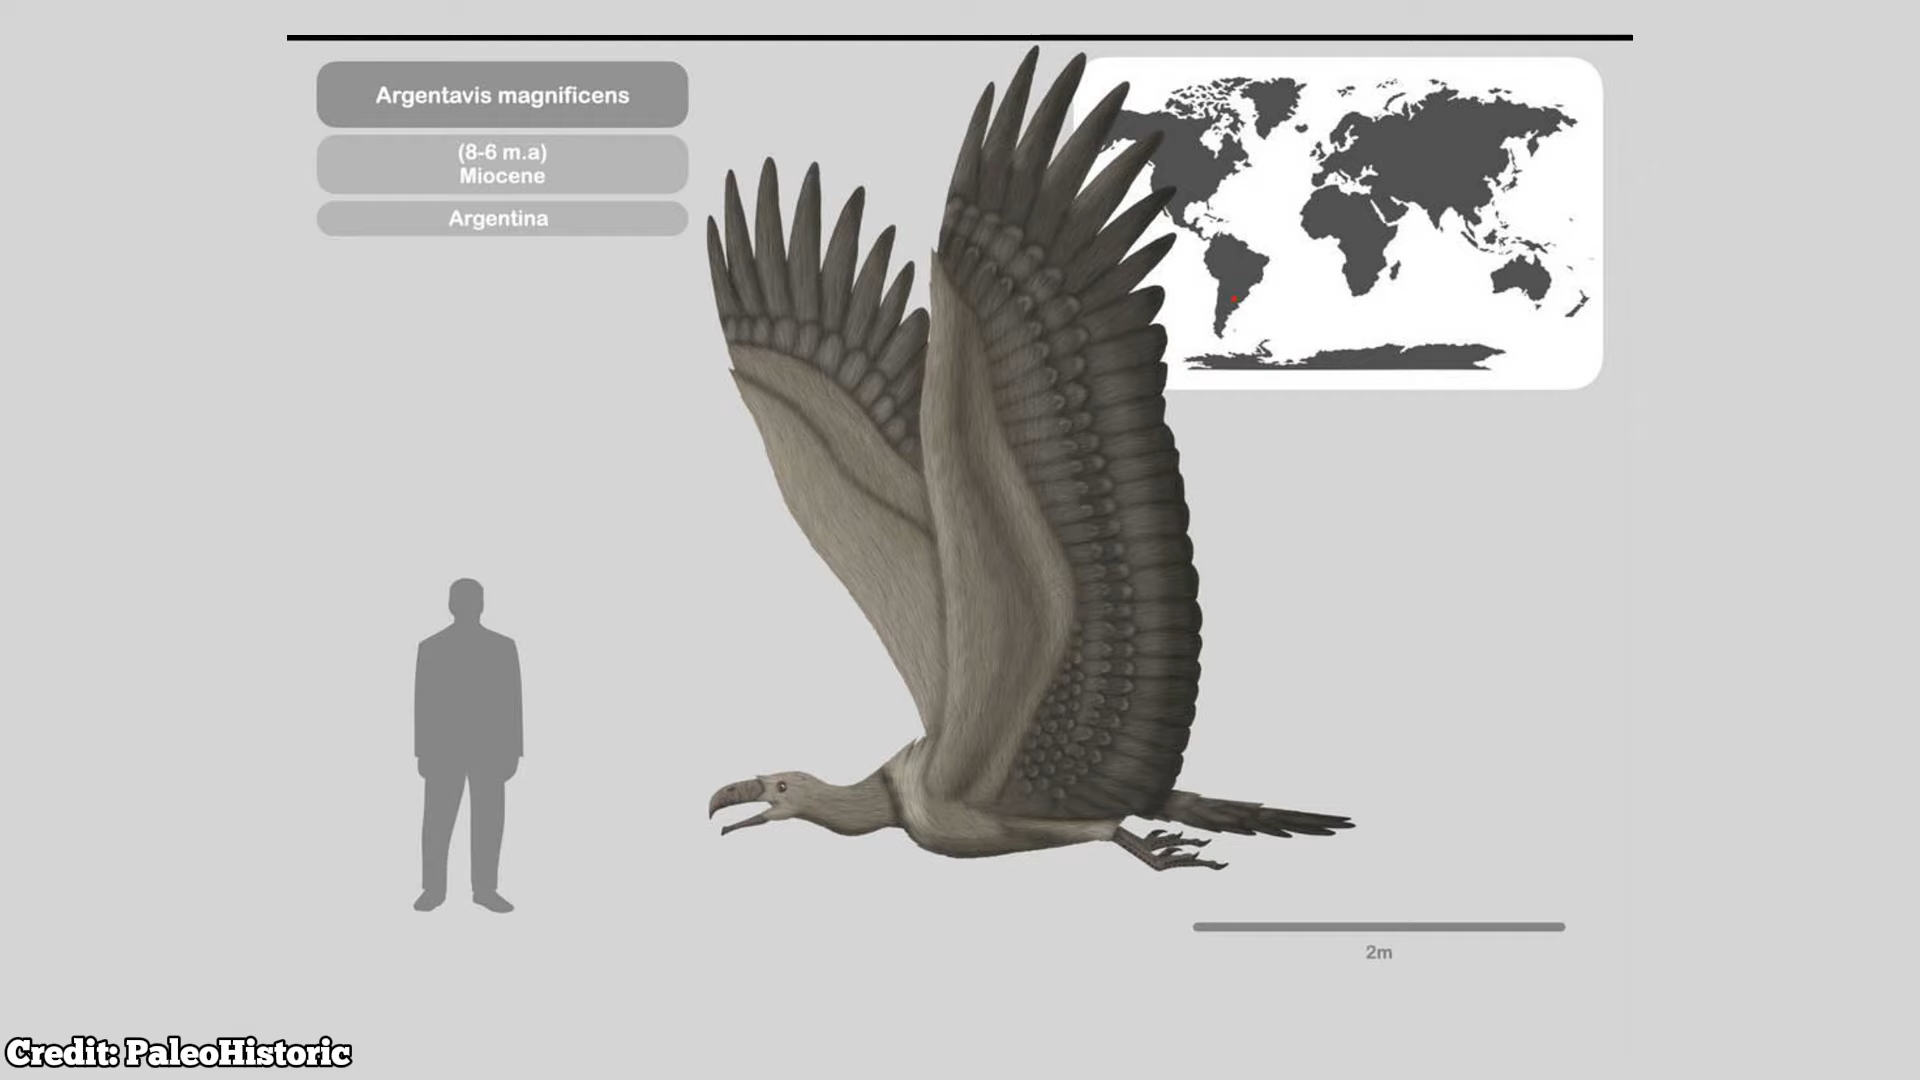 Argentavis magnificens
(8-6 m.a)
Miocene
Argentina
2m
Credit: PaleoHistoric